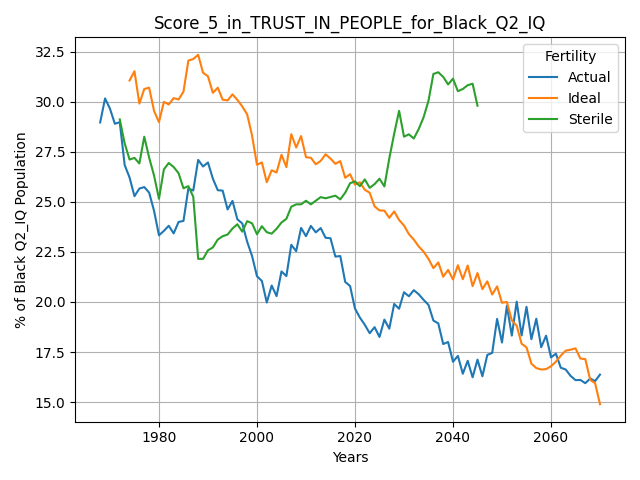 Score_5_in_TRUST_IN_PEOPLE_for_Black_Q2_IQ
Fertility
Actual
Ideal
Sterile
% of Black Q2_IQ Population
32.5
30.0
27.5
25.0
22.5
20.0
17.5
15.0
1980
2000
2020
2040
2060
Years